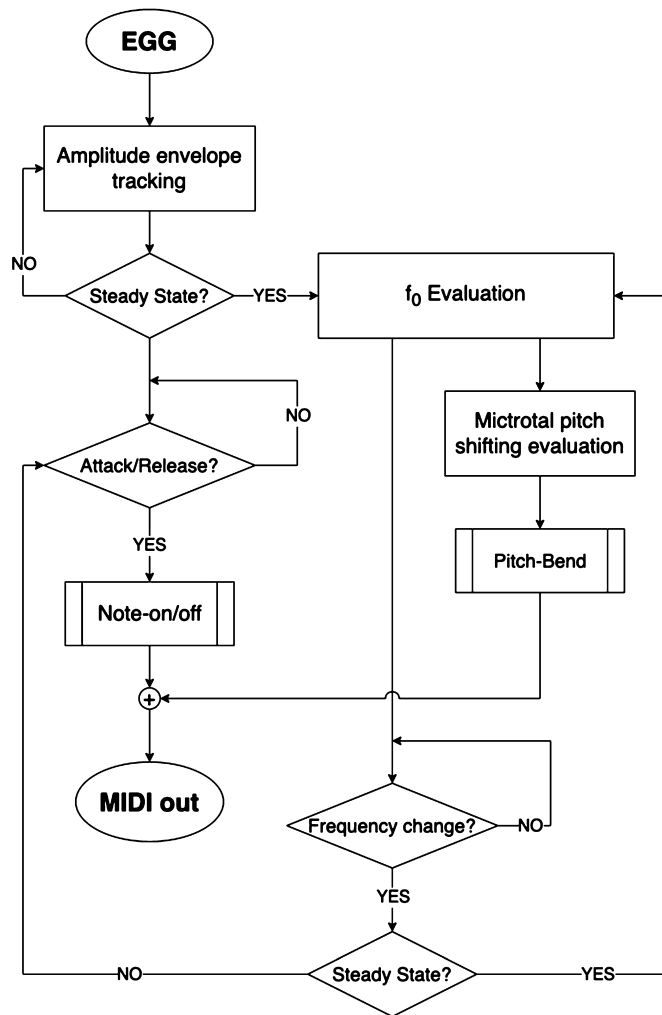 EGG
Amplitude envelope
tracking
NO
Steady State?
YES
f₀ Evaluation
NO
Mictrotal pitch
shifting evaluation
Attack/Release?
YES
Pitch-Bend
Note-on/off
+
MIDI out
Frequency change?
NO
YES
NO
Steady State?
YES